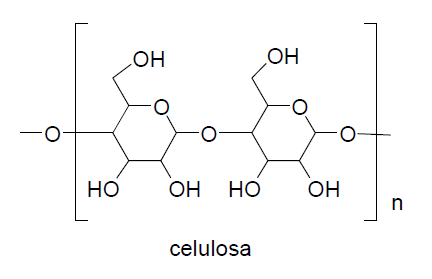 OH OH
O O
O O O
HO OH HO OH
n
celulosa